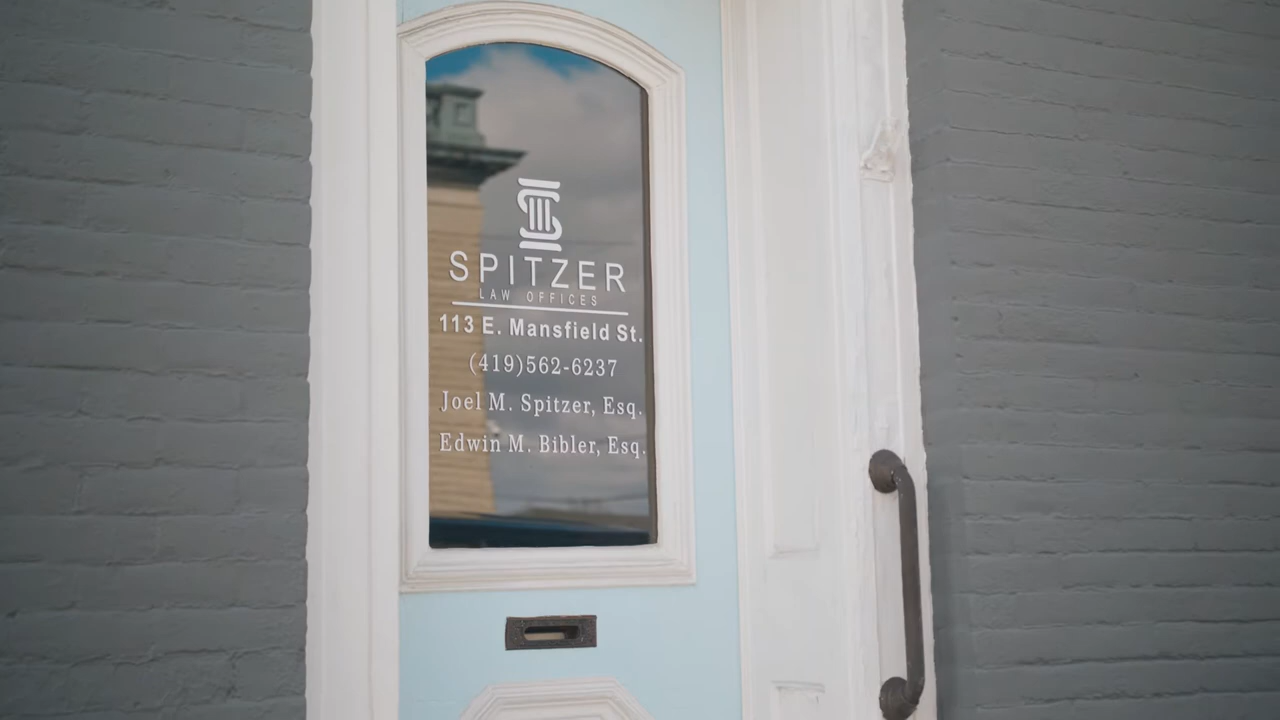 SPITZER
LAW OFFICES
113 E. Mansfield St.
(419)562-6237
Joel M. Spitzer, Esq.
Edwin M. Bibler, Esq.